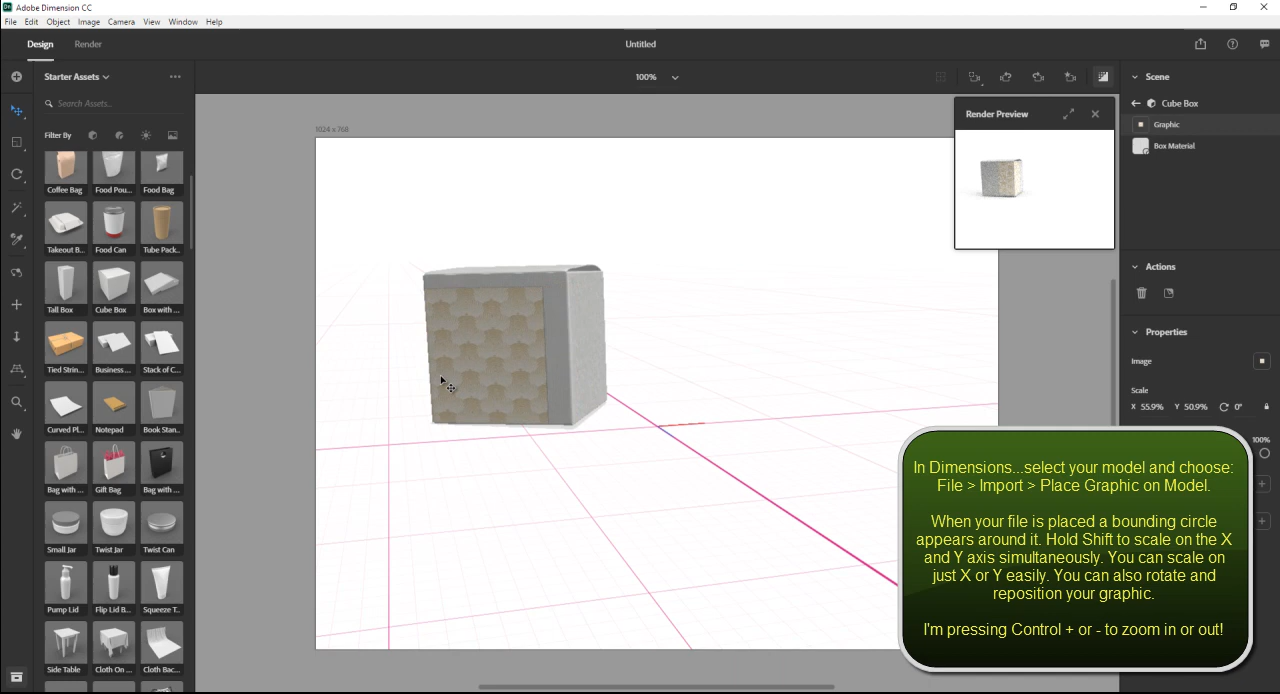 Adobe Dimension CC
File Edit Object Image Camera View Window Help
Design Render Untitled
Starter Assets
100%
Search Assets...
Filter By
Coffee Bag Food Pou... Food Bag
Takeout B... Food Can Tube Pack...
Tall Box Cube Box Box with ...
Tied Strin... Business ... Stack of C...
Curved Pl... Notepad Book Stan...
Bag with ... Gift Bag Bag with ...
Small Jar Twist Jar Twist Can
Pump Lid Flip Lid B... Squeeze T...
Side Table Cloth On ... Cloth Bac...
1024 x 768
Render Preview
Scene
Cube Box
Graphic
Box Material
Actions
Properties
Image
Scale
X 55.9% Y 50.9% 0°
100%
In Dimensions...select your model and choose:
File > Import > Place Graphic on Model.
When your file is placed a bounding circle
appears around it. Hold Shift to scale on the X
and Y axis simultaneously. You can scale on
just X or Y easily. You can also rotate and
reposition your graphic.
I'm pressing Control + or - to zoom in or out!